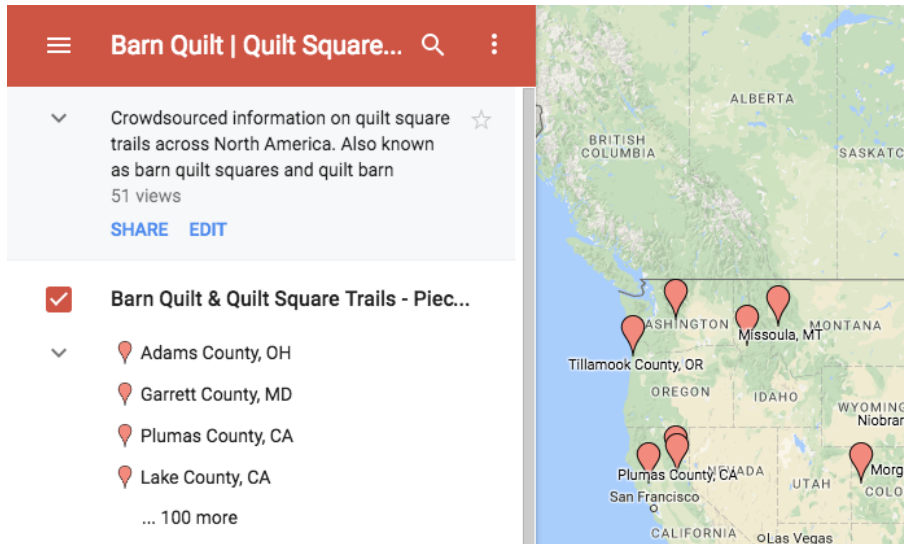 Barn Quilt | Quilt Square...
Crowdsourced information on quilt square
trails across North America. Also known
as barn quilt squares and quilt barn
51 views
SHARE EDIT
Barn Quilt & Quilt Square Trails - Piec...
Adams County, OH
Garrett County, MD
Plumas County, CA
Lake County, CA
... 100 more
ALBERTA
BRITISH
COLUMBIA
SASKATC
ASHINGTON
MONTANA
Missoula, MT
Tillamook County, OR
OREGON
IDAHO
WYOMING
Niobrar
Morg
Plumas County, CA
VADA
UTAH
COLO
San Francisco
CALIFORNIA
Las Vegas